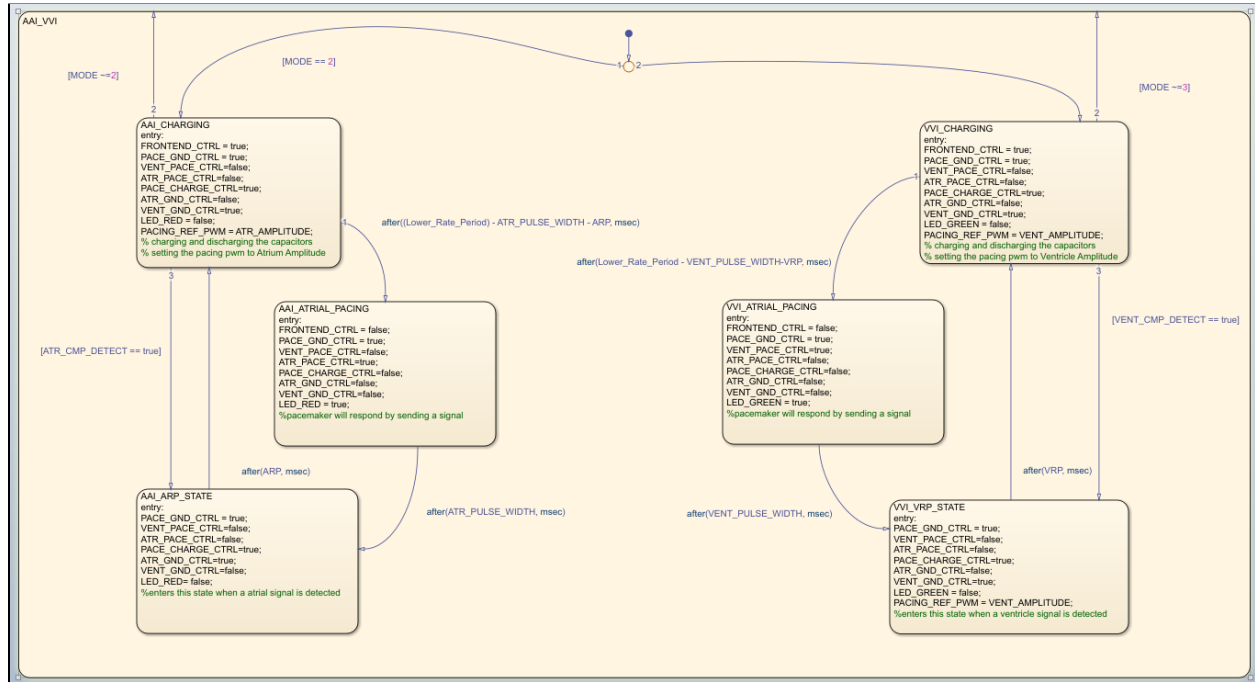 AAI_VVI
1
2
[MODE == 2]
[MODE ~=2]
[MODE ~=3]
2
2
AAI_CHARGING
entry:
FRONTEND_CTRL = true;
PACE_GND_CTRL = true;
VENT_PACE_CTRL=false;
ATR_PACE_CTRL=false;
PACE_CHARGE_CTRL=true;
ATR_GND_CTRL=false;
VENT_GND_CTRL=true;
LED_RED = false;
PACING_REF_PWM = ATR_AMPLITUDE;
% charging and discharging the capacitors
% setting the pacing pwm to Atrium Amplitude
1
3
after((Lower_Rate_Period) - ATR_PULSE_WIDTH - ARP, msec)
VVI_CHARGING
entry:
FRONTEND_CTRL = true;
PACE_GND_CTRL = true;
VENT_PACE_CTRL=false;
ATR_PACE_CTRL=false;
PACE_CHARGE_CTRL=true;
ATR_GND_CTRL=false;
VENT_GND_CTRL=true;
LED_GREEN = false;
PACING_REF_PWM = VENT_AMPLITUDE;
% charging and discharging the capacitors
% setting the pacing pwm to Ventricle Amplitude
1
3
after(Lower_Rate_Period - VENT_PULSE_WIDTH-VRP, msec)
[ATR_CMP_DETECT == true]
AAI_ATRIAL_PACING
entry:
FRONTEND_CTRL = false;
PACE_GND_CTRL = true;
VENT_PACE_CTRL=false;
ATR_PACE_CTRL=true;
PACE_CHARGE_CTRL=false;
ATR_GND_CTRL=false;
VENT_GND_CTRL=false;
LED_RED = true;
%pacemaker will respond by sending a signal
VVI_ATRIAL_PACING
entry:
FRONTEND_CTRL = false;
PACE_GND_CTRL = true;
VENT_PACE_CTRL=true;
ATR_PACE_CTRL=false;
PACE_CHARGE_CTRL=false;
ATR_GND_CTRL=false;
VENT_GND_CTRL=false;
LED_GREEN = true;
%pacemaker will respond by sending a signal
[VENT_CMP_DETECT == true]
after(ARP, msec)
after(VRP, msec)
AAI_ARP_STATE
entry:
PACE_GND_CTRL = true;
VENT_PACE_CTRL=false;
ATR_PACE_CTRL=false;
PACE_CHARGE_CTRL=true;
ATR_GND_CTRL=true;
VENT_GND_CTRL=false;
LED_RED= false;
%enters this state when a atrial signal is detected
after(ATR_PULSE_WIDTH, msec)
after(VENT_PULSE_WIDTH, msec)
VVI_VRP_STATE
entry:
PACE_GND_CTRL = true;
VENT_PACE_CTRL=false;
ATR_PACE_CTRL=false;
PACE_CHARGE_CTRL=true;
ATR_GND_CTRL=false;
VENT_GND_CTRL=true;
LED_GREEN = false;
PACING_REF_PWM = VENT_AMPLITUDE;
%enters this state when a ventricle signal is detected